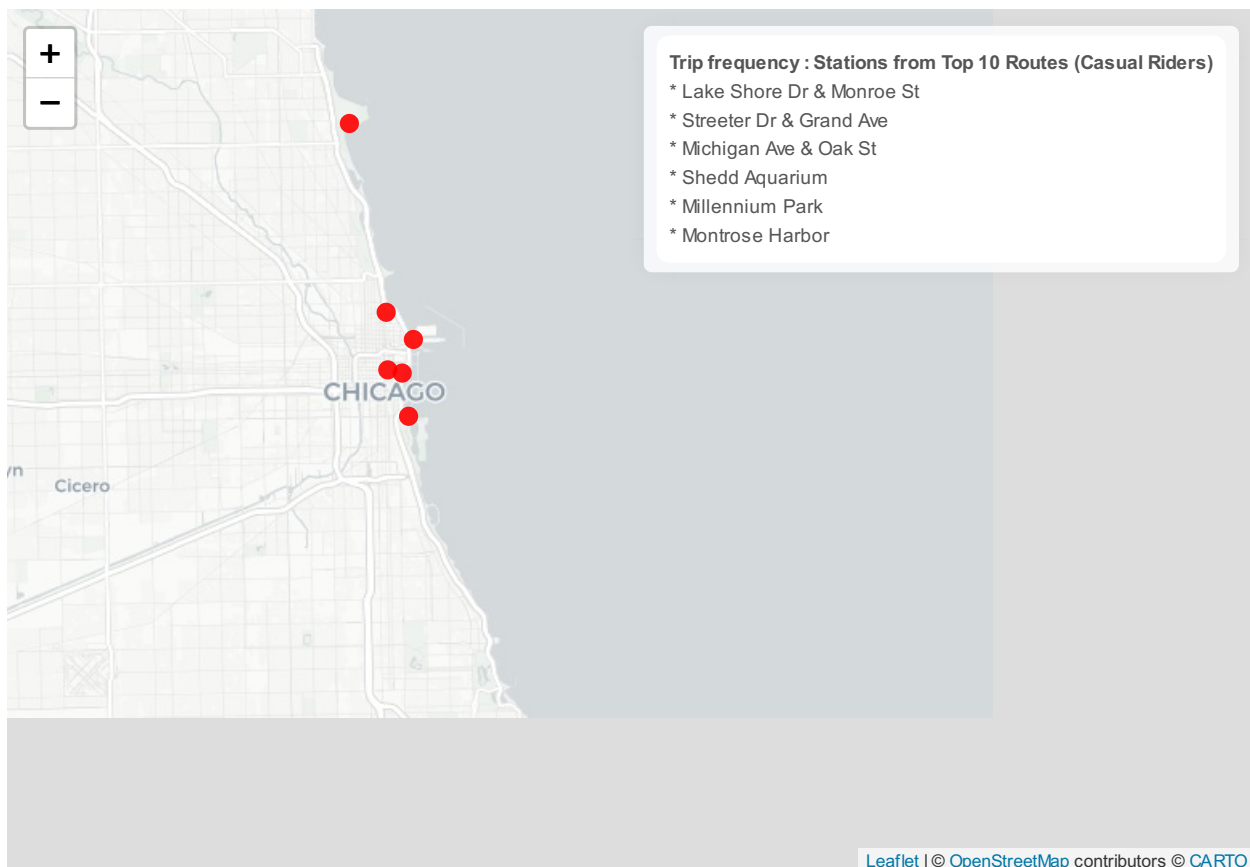 +
−
Trip frequency : Stations from Top 10 Routes (Casual Riders)
* Lake Shore Dr & Monroe St
* Streeter Dr & Grand Ave
* Michigan Ave & Oak St
* Shedd Aquarium
* Millennium Park
* Montrose Harbor
CHICAGO
yn
Cicero
Leaflet | © OpenStreetMap contributors © CARTO